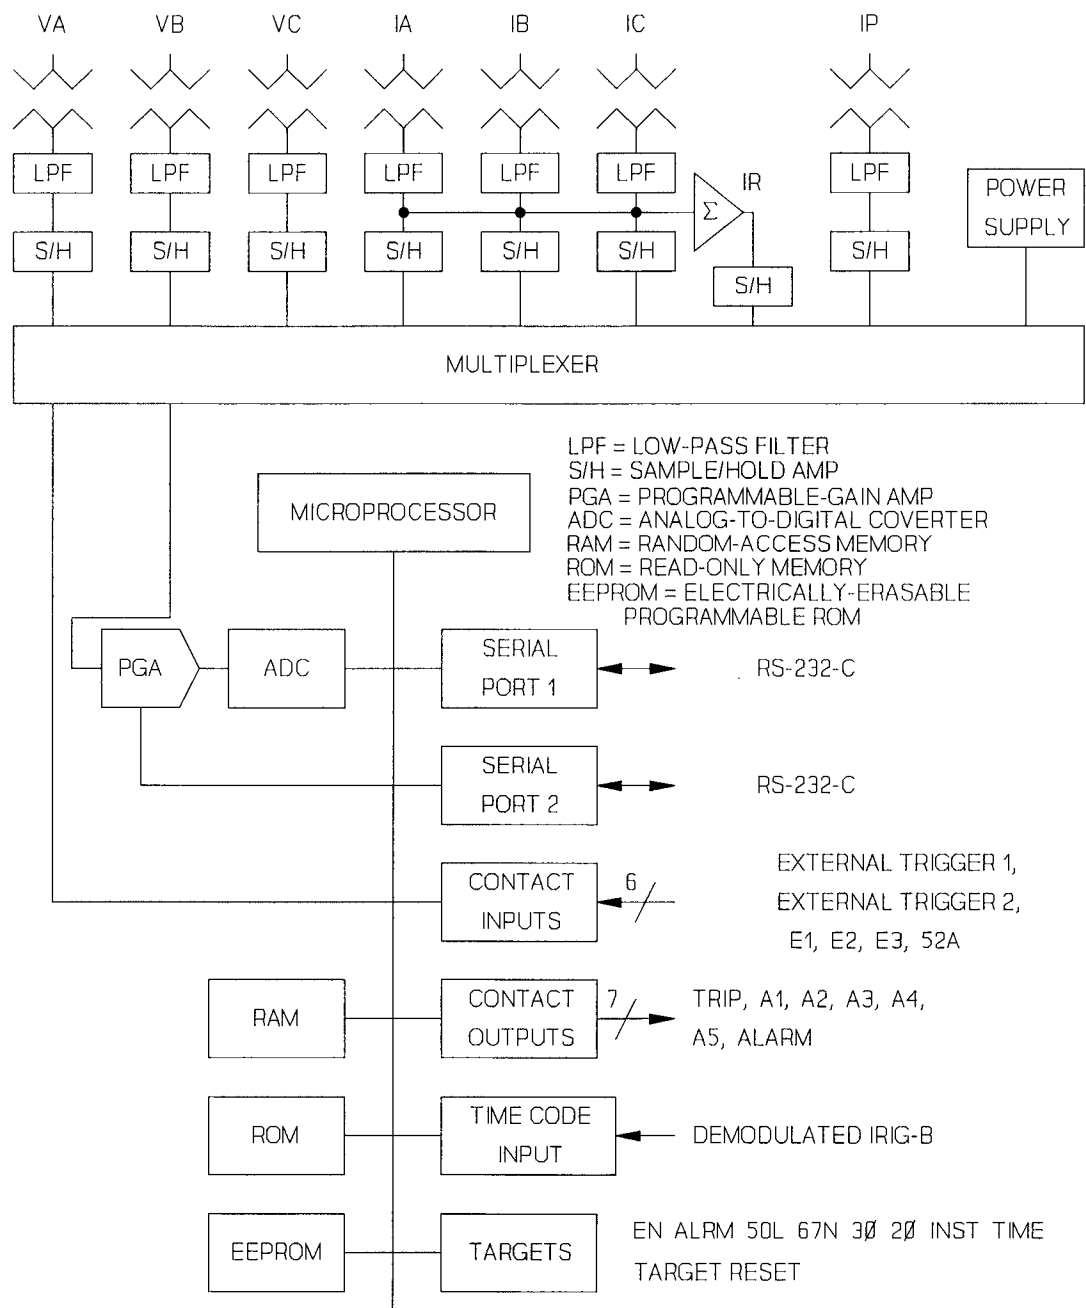 VA VB VC IA IB IC IP
LPF LPF LPF LPF LPF LPF IR LPF POWER
Σ SUPPLY
S/H S/H S/H S/H S/H S/H S/H
S/H
MULTIPLEXER
LPF = LOW-PASS FILTER
S/H = SAMPLE/HOLD AMP
PGA = PROGRAMMABLE-GAIN AMP
ADC = ANALOG-TO-DIGITAL COVERTER
RAM = RANDOM-ACCESS MEMORY
ROM = READ-ONLY MEMORY
EEPROM = ELECTRICALLY-ERASABLE
PROGRAMMABLE ROM
MICROPROCESSOR
PGA ADC SERIAL
PORT 1 RS-232-C
SERIAL
PORT 2 RS-232-C
CONTACT
INPUTS 6 EXTERNAL TRIGGER 1,
EXTERNAL TRIGGER 2,
E1, E2, E3, 52A
RAM CONTACT
OUTPUTS 7 TRIP, A1, A2, A3, A4,
A5, ALARM
ROM TIME CODE
INPUT DEMODULATED IRIG-B
EEPROM TARGETS EN ALRM 50L 67N 3Ø 2Ø INST TIME
TARGET RESET